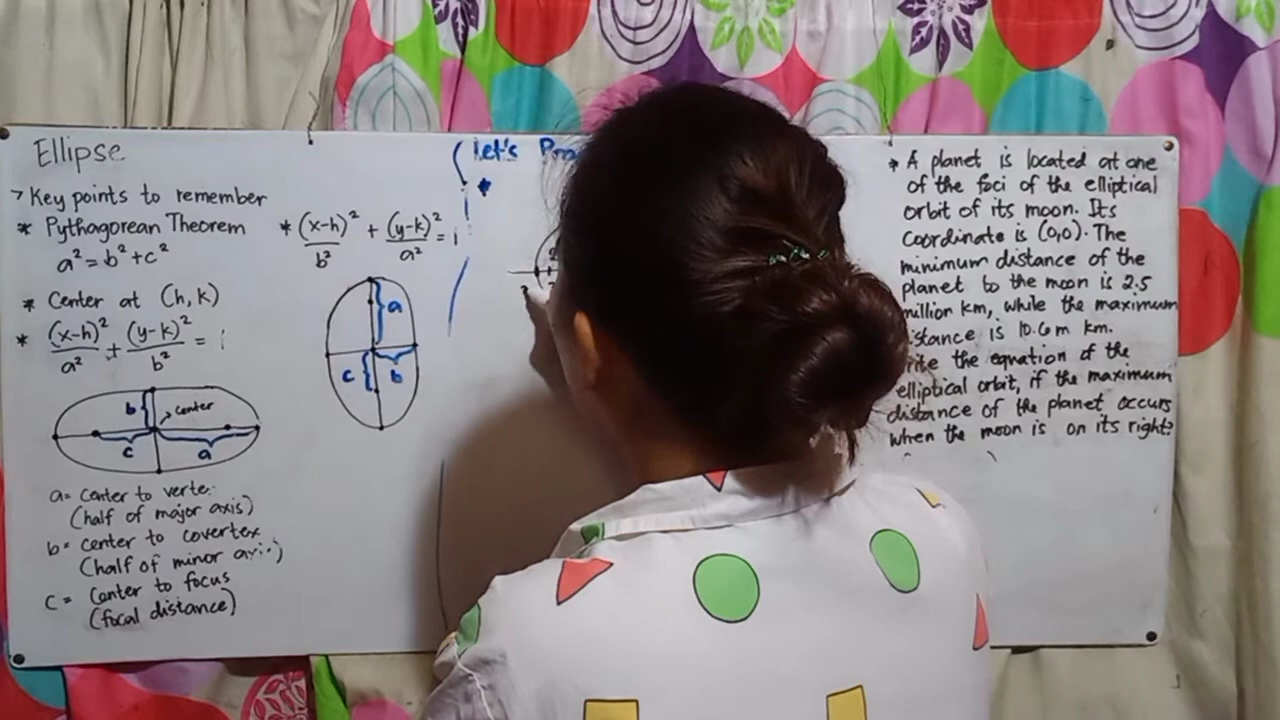 Ellipse
> Key points to remember
* Pythagorean Theorem
a² = b² + c²
* Center at (h, k)
* (x-h)²/a² + (y-k)²/b² = 1
b
center
c
a
a = Center to verte
(half of major axis)
b = center to covertex
(half of minor axi
c = Center to focus
(focal distance)
* (x-h)²/b² + (y-k)²/a² = 1
a
c
b
Let's
*
* A planet is located at one
of the foci of the elliptical
orbit of its moon. Its
coordinate is (0,0). The
minimum distance of the
planet to the moon is 2.5
million km, while the maximum
distance is 10.6m km.
the equation of the
elliptical orbit, if the maximum
distance of the planet occurs
when the moon is on its right?